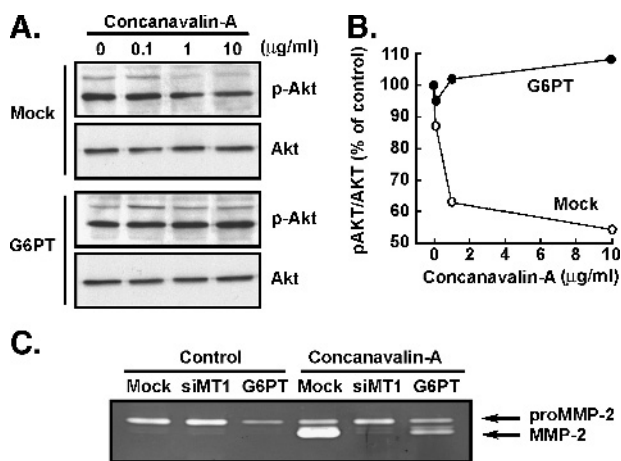 A.
Concanavalin-A
0 0.1 1 10 (μg/ml)
Mock
p-Akt
Akt
G6PT
p-Akt
Akt
B.
pAKT/AKT (% of control)
110
100
90
80
70
60
50
G6PT
Mock
0 2 4 6 8 10
Concanavalin-A (μg/ml)
C.
Control Concanavalin-A
Mock siMT1 G6PT Mock siMT1 G6PT
proMMP-2
MMP-2